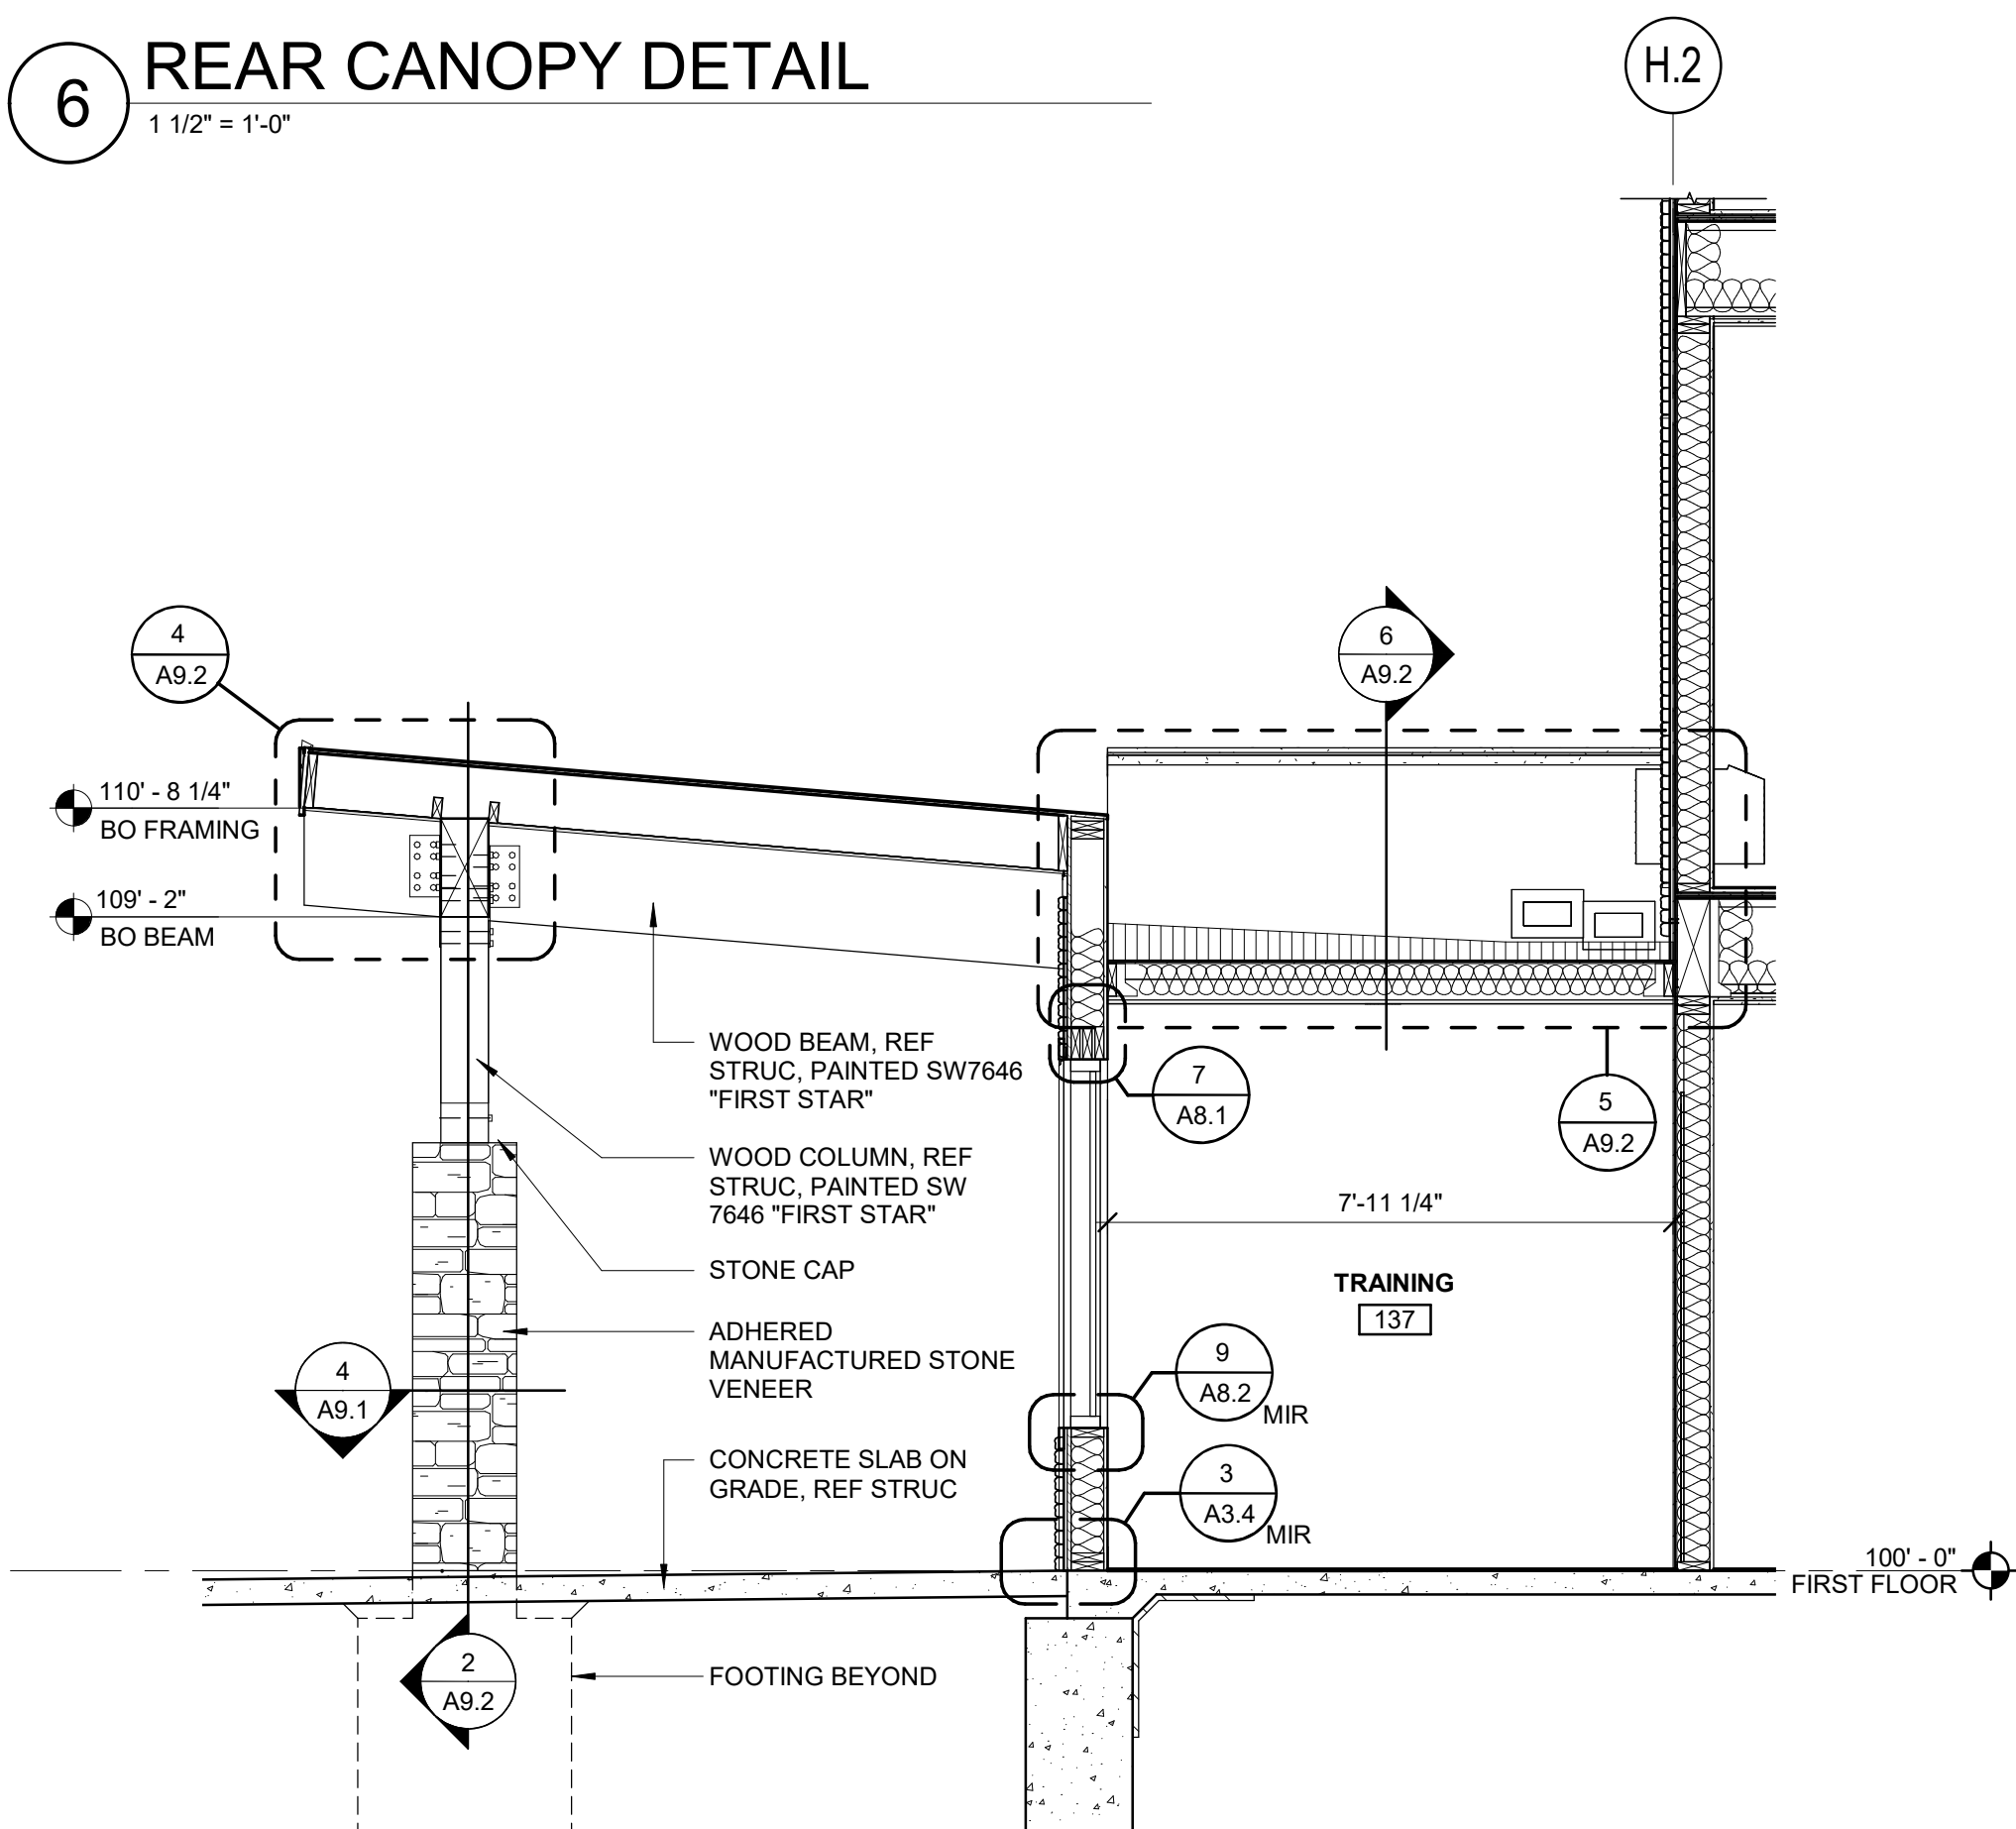 6
REAR CANOPY DETAIL
1 1/2" = 1'-0"
H.2
4
A9.2
6
A9.2
110' - 8 1/4"
BO FRAMING
109' - 2"
BO BEAM
WOOD BEAM, REF
STRUC, PAINTED SW7646
"FIRST STAR"
7
A8.1
5
A9.2
WOOD COLUMN, REF
STRUC, PAINTED SW
7646 "FIRST STAR"
7'-11 1/4"
STONE CAP
TRAINING
137
ADHERED
MANUFACTURED STONE
VENEER
4
A9.1
9
A8.2
MIR
CONCRETE SLAB ON
GRADE, REF STRUC
3
A3.4
MIR
100' - 0"
FIRST FLOOR
2
A9.2
FOOTING BEYOND